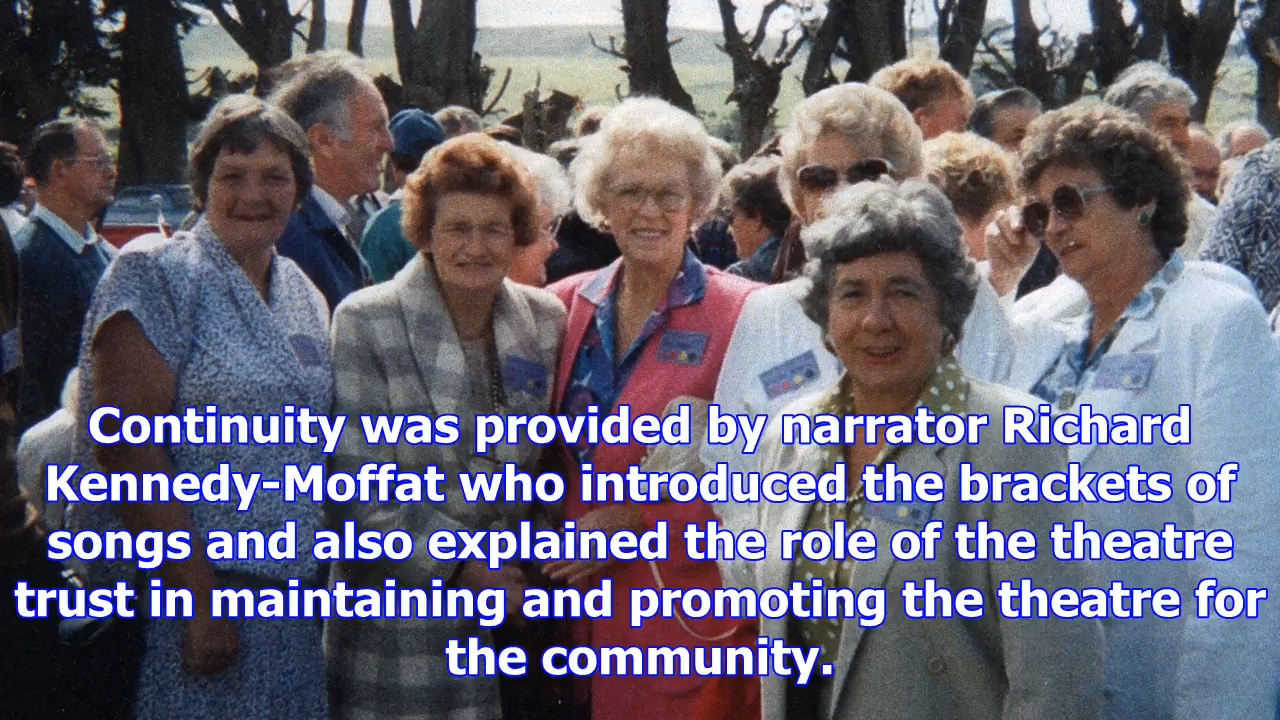 Continuity was provided by narrator Richard
Kennedy-Moffat who introduced the brackets of
songs and also explained the role of the theatre
trust in maintaining and promoting the theatre for
the community.